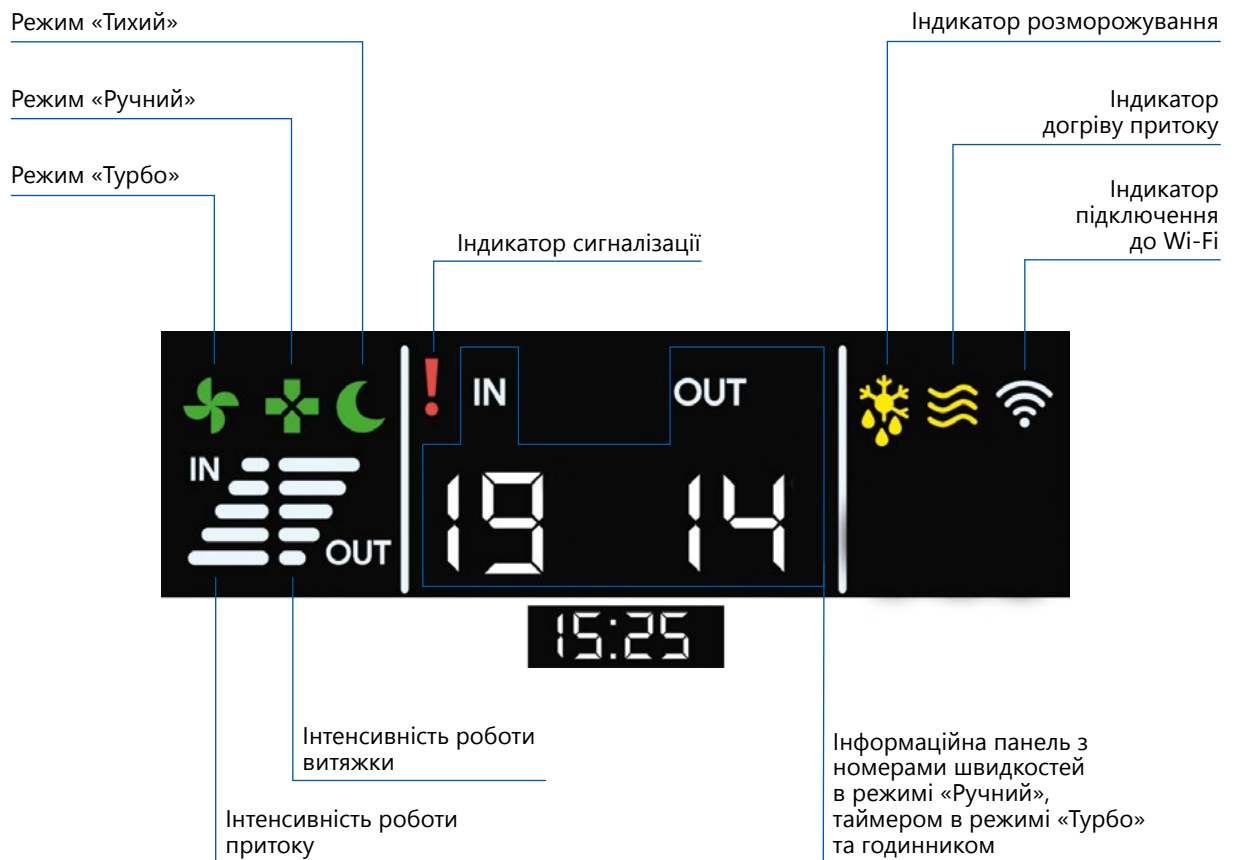 Режим «Тихий»
Індикатор розморожування
Режим «Ручний»
Індикатор
догріву притоку
Режим «Турбо»
Індикатор
підключення
до Wi-Fi
Індикатор сигналізації
IN
OUT
IN
OUT
19
14
15:25
Інтенсивність роботи
витяжки
Інтенсивність роботи
притоку
Інформаційна панель з
номерами швидкостей
в режимі «Ручний»,
таймером в режимі «Турбо»
та годинником